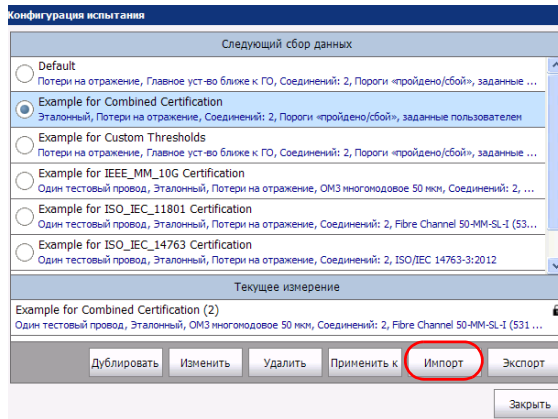 Конфигурация испытания
Следующий сбор данных
Default
Потери на отражение, Главное уст-во ближе к ГО, Соединений: 2, Пороги «пройдено/сбой», заданные ...
Example for Combined Certification
Эталонный, Потери на отражение, Соединений: 2, Пороги «пройдено/сбой», заданные пользователем
Example for Custom Thresholds
Потери на отражение, Главное уст-во ближе к ГО, Соединений: 2, Пороги «пройдено/сбой», заданные ...
Example for IEEE_MM_10G Certification
Один тестовый провод, Эталонный, Потери на отражение, OM3 многомодовое 50 мкм, Соединений: 2, ...
Example for ISO_IEC_11801 Certification
Один тестовый провод, Эталонный, Потери на отражение, Соединений: 2, Fibre Channel 50-MM-SL-I (53...
Example for ISO_IEC_14763 Certification
Один тестовый провод, Эталонный, Потери на отражение, Соединений: 2, ISO/IEC 14763-3:2012
Текущее измерение
Example for Combined Certification (2)
Один тестовый провод, Эталонный, OM3 многомодовое 50 мкм, Соединений: 2, Fibre Channel 50-MM-SL-I (531 ...
Дублировать Изменить Удалить Применить к Импорт Экспорт
Закрыть